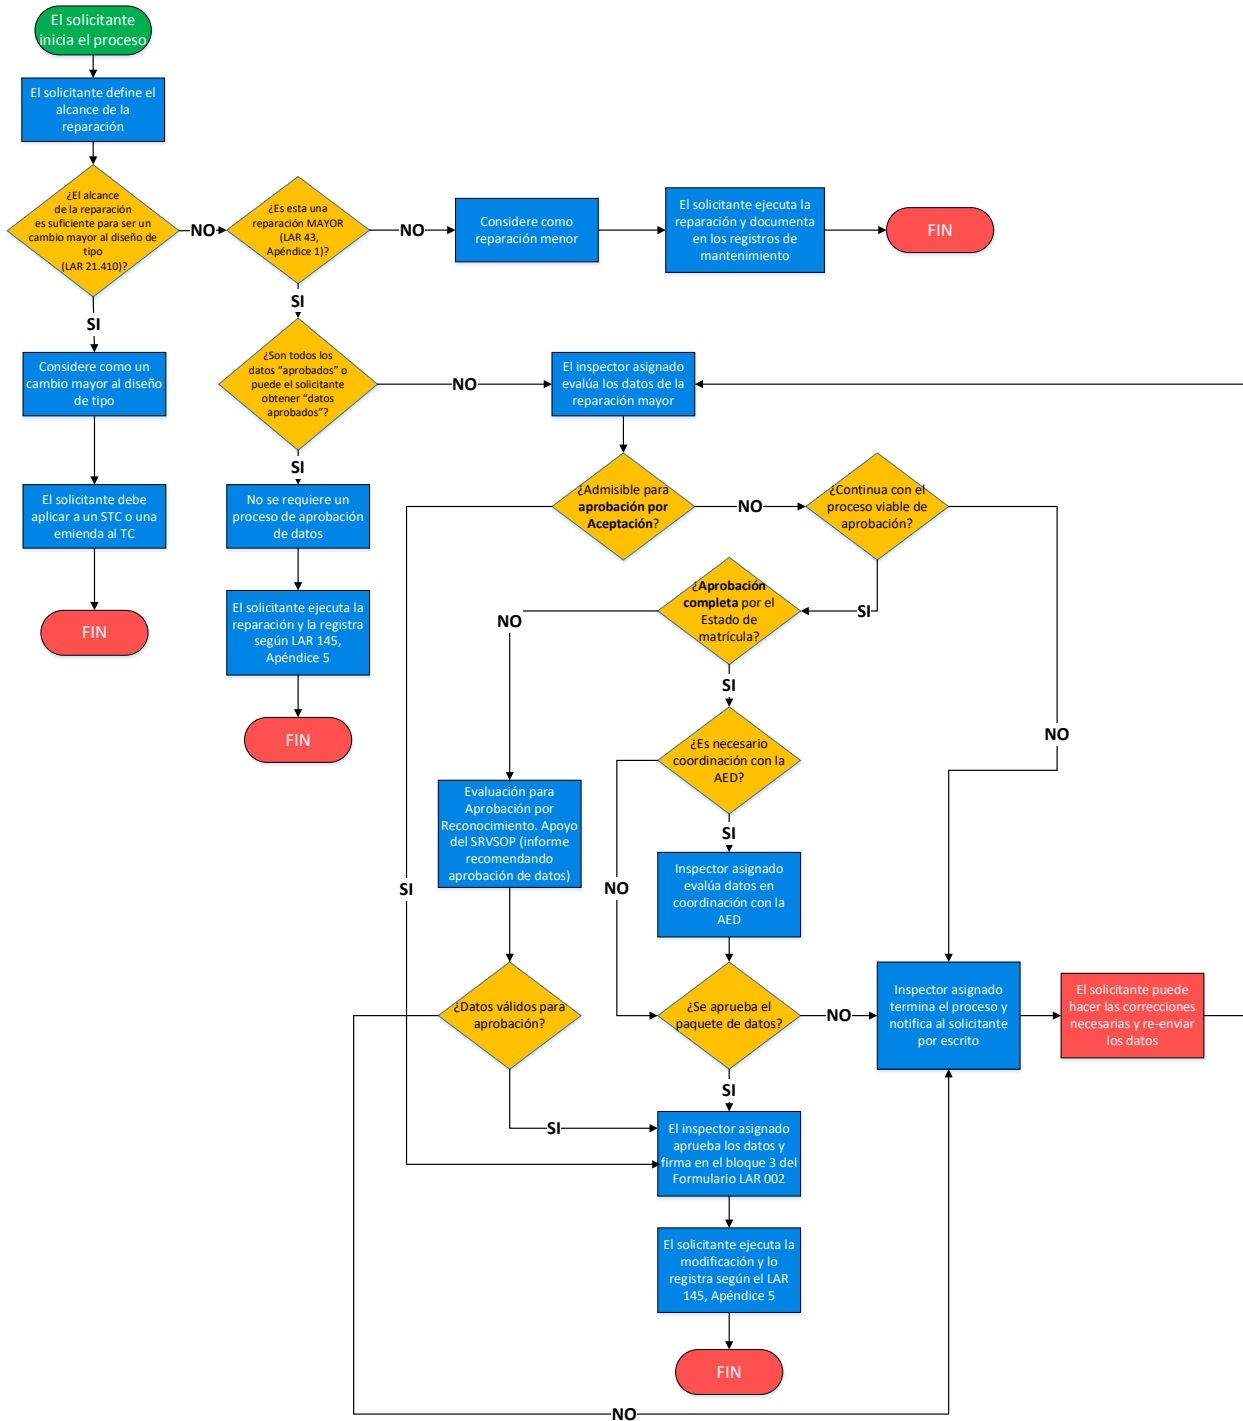 El solicitante
inicia el proceso
El solicitante define el
alcance de la
reparación
¿El alcance
de la reparación
es suficiente para ser un
cambio mayor al diseño de
tipo
(LAR 21.410)?
NO
¿Es esta una
reparación MAYOR
(LAR 43,
Apéndice 1)?
NO
Considere como
reparación menor
El solicitante ejecuta la
reparación y documenta
en los registros de
mantenimiento
FIN
SI
SI
Considere como un
cambio mayor al diseño
de tipo
¿Son todos los
datos “aprobados” o
puede el solicitante
obtener “datos
aprobados”?
NO
El inspector asignado
evalúa los datos de la
reparación mayor
SI
El solicitante debe
aplicar a un STC o una
emienda al TC
FIN
No se requiere un
proceso de aprobación
de datos
El solicitante ejecuta la
reparación y la registra
según LAR 145,
Apéndice 5
FIN
¿Admisible para
aprobación por
Aceptación?
NO
¿Continua con el
proceso viable de
aprobación?
SI
¿Aprobación
completa por el
Estado de
matrícula?
NO
SI
NO
¿Es necesario
coordinación con la
AED?
Evaluación para
Aprobación por
Reconocimiento. Apoyo
del SRVSOP (informe
recomendando
aprobación de datos)
SI
SI
NO
Inspector asignado
evalúa datos en
coordinación con la
AED
¿Datos válidos para
aprobación?
¿Se aprueba el
paquete de datos?
NO
Inspector asignado
termina el proceso y
notifica al solicitante
por escrito
El solicitante puede
hacer las correcciones
necesarias y re-enviar
los datos
SI
SI
El inspector asignado
aprueba los datos y
firma en el bloque 3 del
Formulario LAR 002
El solicitante ejecuta la
modificación y lo
registra según el LAR
145, Apéndice 5
FIN
NO